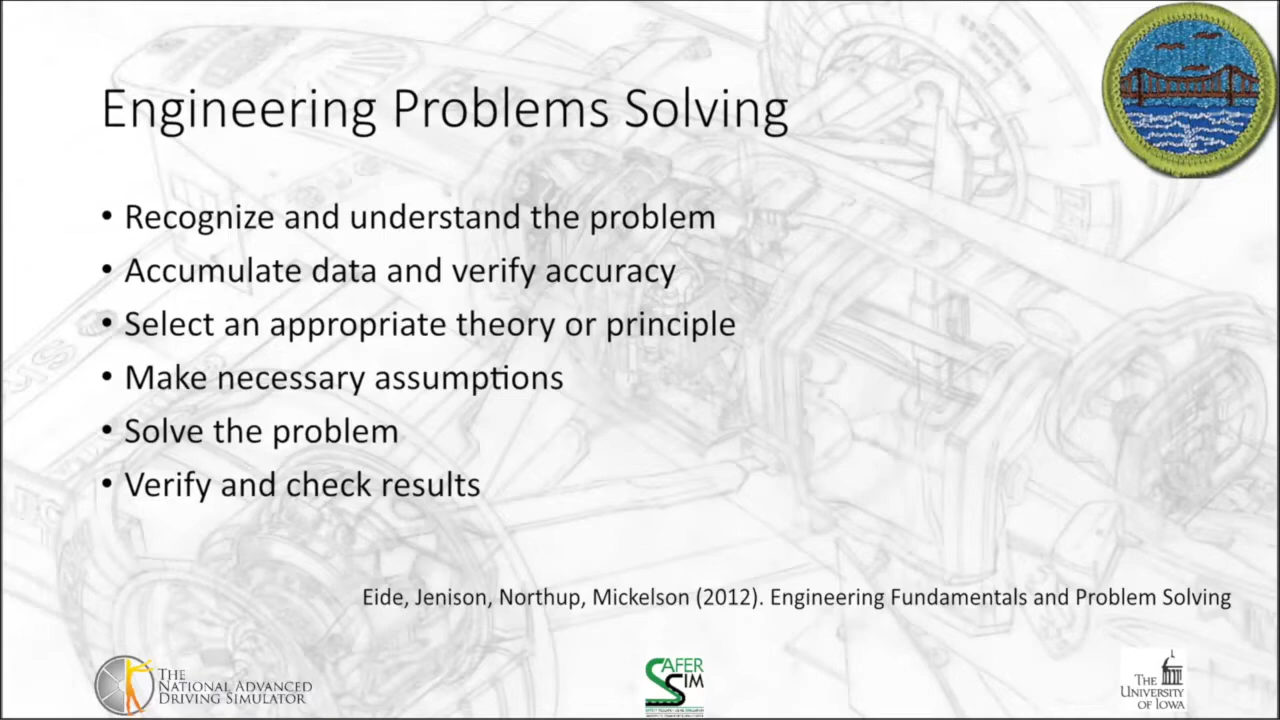 Engineering Problems Solving
• Recognize and understand the problem
• Accumulate data and verify accuracy
• Select an appropriate theory or principle
• Make necessary assumptions
• Solve the problem
• Verify and check results
Eide, Jenison, Northup, Mickelson (2012). Engineering Fundamentals and Problem Solving
THE
NATIONAL ADVANCED
DRIVING SIMULATOR
SAFER
SIM
THE
UNIVERSITY
OF IOWA